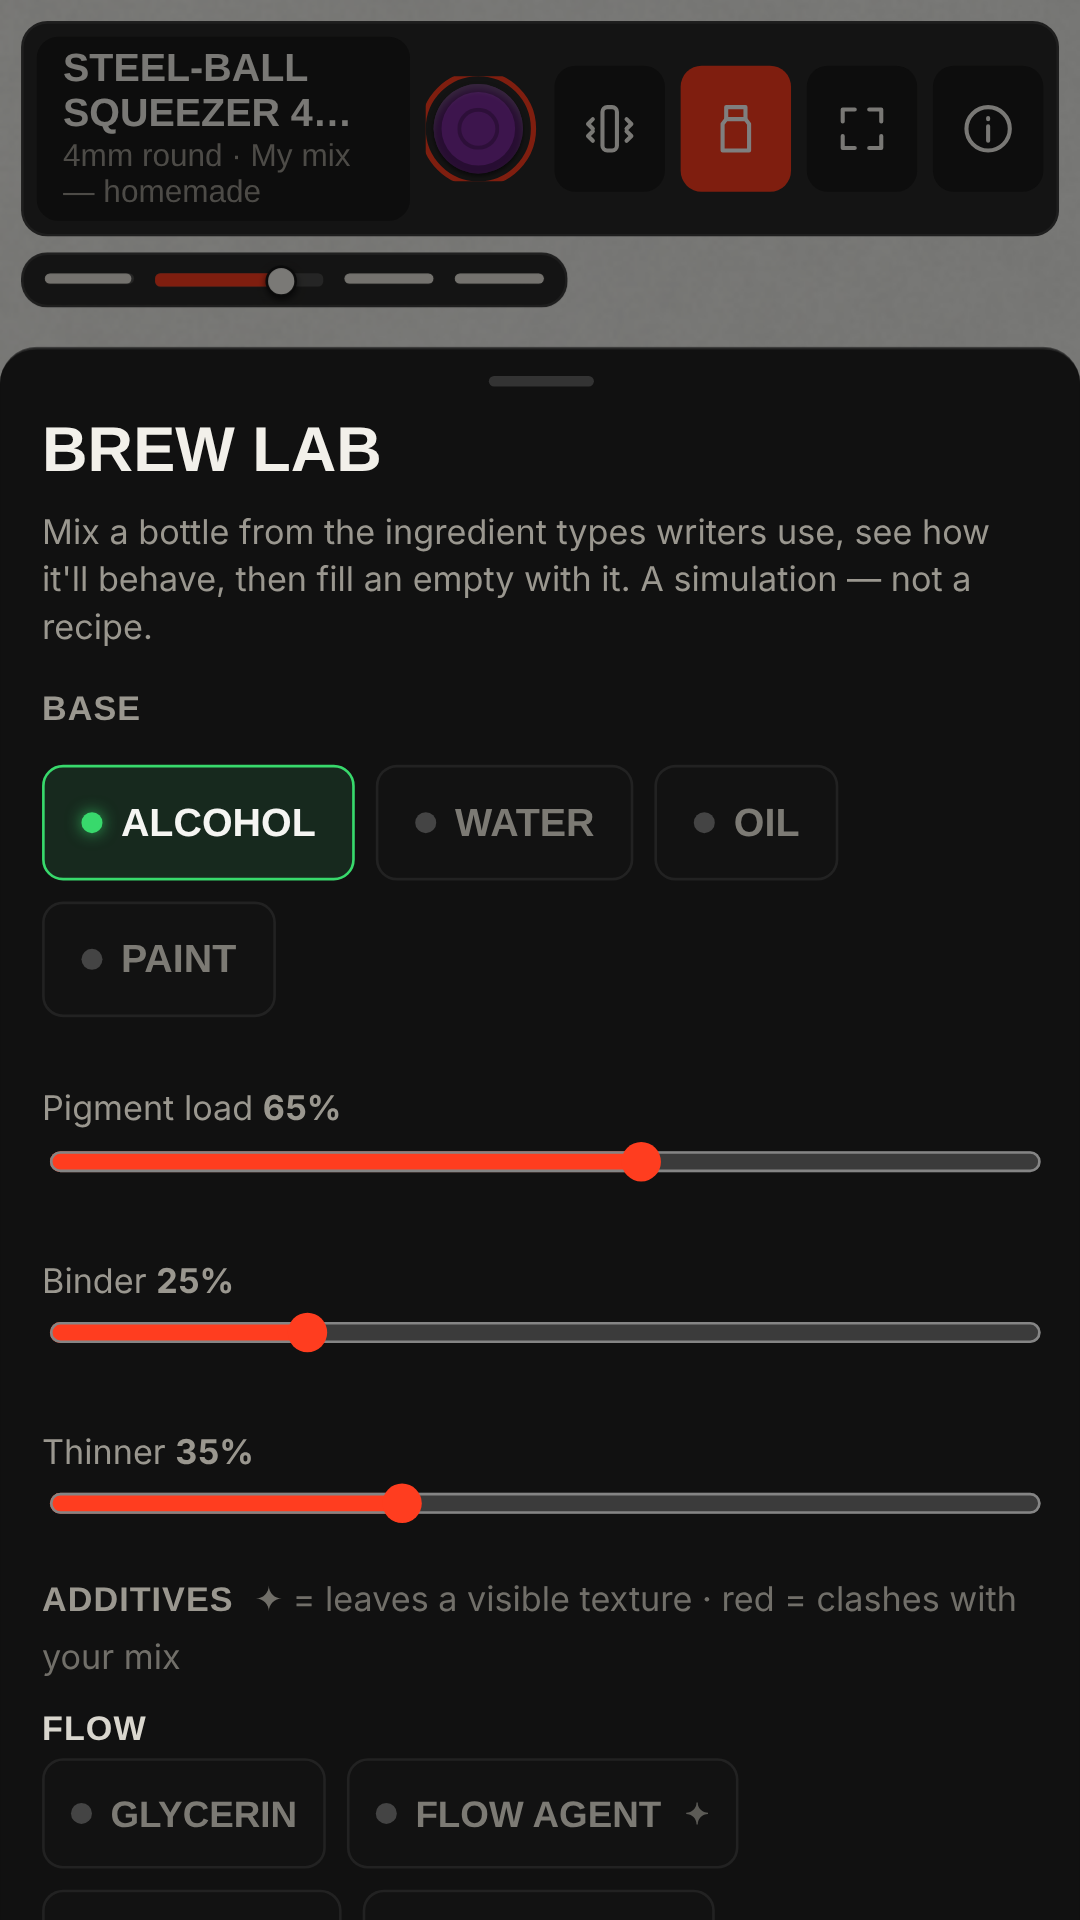 STEEL-BALL
SQUEEZER 4…
4mm round · My mix
— homemade
BREW LAB
Mix a bottle from the ingredient types writers use, see how
it'll behave, then fill an empty with it. A simulation — not a
recipe.
BASE
ALCOHOL
WATER
OIL
PAINT
Pigment load 65%
Binder 25%
Thinner 35%
ADDITIVES ✦ = leaves a visible texture · red = clashes with
your mix
FLOW
GLYCERIN
FLOW AGENT ✦